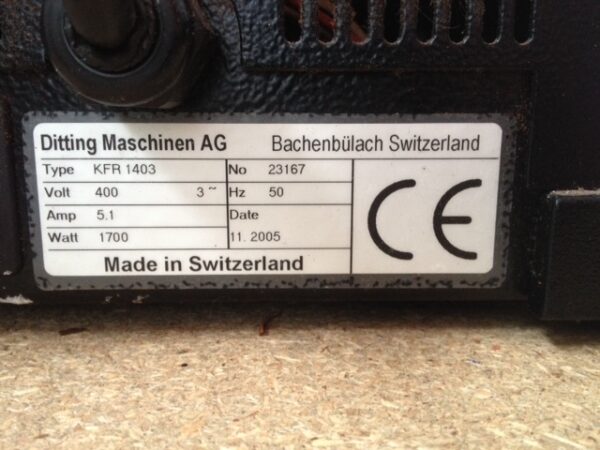 Ditting Maschinen AG Bachenbülach Switzerland
Type KFR 1403 No 23167
Volt 400 3 ~ Hz 50
Amp 5.1 Date
Watt 1700 11. 2005
Made in Switzerland
CE